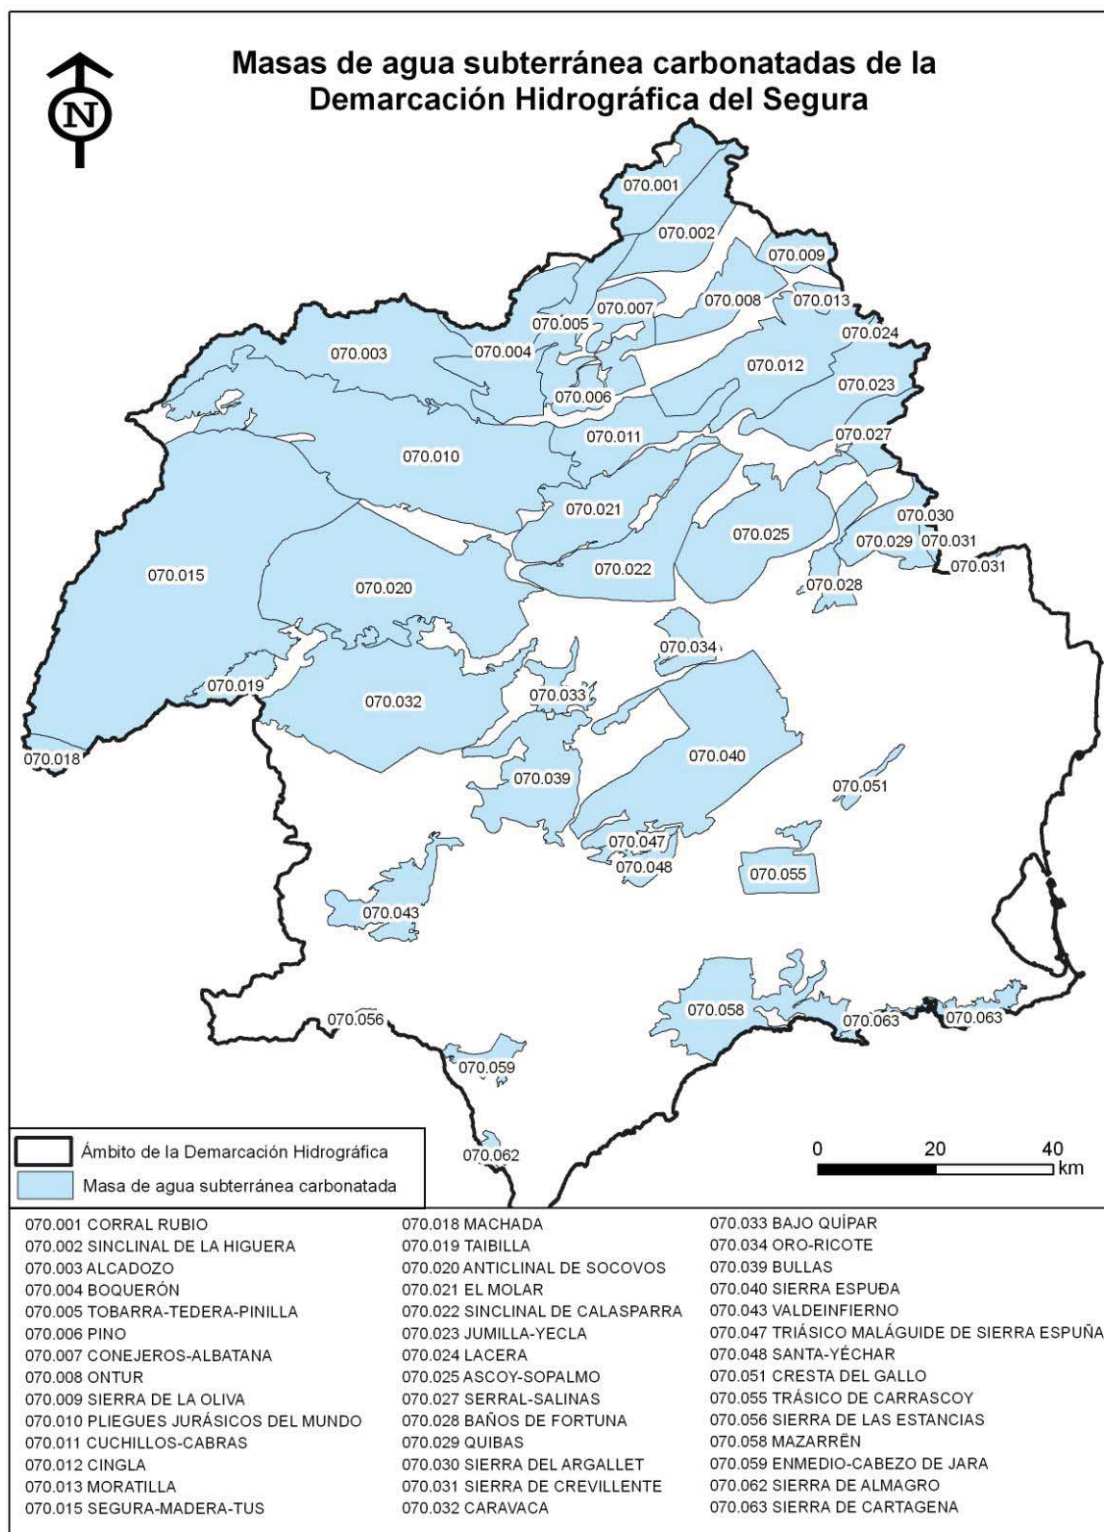 Masas de agua subterránea carbonatadas de la
Demarcación Hidrográfica del Segura
N
070.001
070.002
070.009
070.008
070.013
070.007
070.005
070.024
070.004
070.003
070.012
070.023
070.006
070.027
070.011
070.010
070.021
070.030
070.025
070.029
070.031
070.031
070.022
070.015
070.028
070.020
070.034
070.019
070.033
070.032
070.018
070.040
070.039
070.051
070.047
070.048
070.055
070.043
070.058
070.056
070.063
070.063
070.059
070.062
Ámbito de la Demarcación Hidrográfica
Masa de agua subterránea carbonatada
0 20 40
km
070.001 CORRAL RUBIO
070.002 SINCLINAL DE LA HIGUERA
070.003 ALCADOZO
070.004 BOQUERÓN
070.005 TOBARRA-TEDERA-PINILLA
070.006 PINO
070.007 CONEJEROS-ALBATANA
070.008 ONTUR
070.009 SIERRA DE LA OLIVA
070.010 PLIEGUES JURÁSICOS DEL MUNDO
070.011 CUCHILLOS-CABRAS
070.012 CINGLA
070.013 MORATILLA
070.015 SEGURA-MADERA-TUS
070.018 MACHADA
070.019 TAIBILLA
070.020 ANTICLINAL DE SOCOVOS
070.021 EL MOLAR
070.022 SINCLINAL DE CALASPARRA
070.023 JUMILLA-YECLA
070.024 LACERA
070.025 ASCOY-SOPALMO
070.027 SERRAL-SALINAS
070.028 BAÑOS DE FORTUNA
070.029 QUIBAS
070.030 SIERRA DEL ARGALLET
070.031 SIERRA DE CREVILLENTE
070.032 CARAVACA
070.033 BAJO QUÍPAR
070.034 ORO-RICOTE
070.039 BULLAS
070.040 SIERRA ESPUÐA
070.043 VALDEINFIERNO
070.047 TRIÁSICO MALÁGUIDE DE SIERRA ESPUÑA
070.048 SANTA-YÉCHAR
070.051 CRESTA DEL GALLO
070.055 TRÁSICO DE CARRASCOY
070.056 SIERRA DE LAS ESTANCIAS
070.058 MAZARRËN
070.059 ENMEDIO-CABEZO DE JARA
070.062 SIERRA DE ALMAGRO
070.063 SIERRA DE CARTAGENA